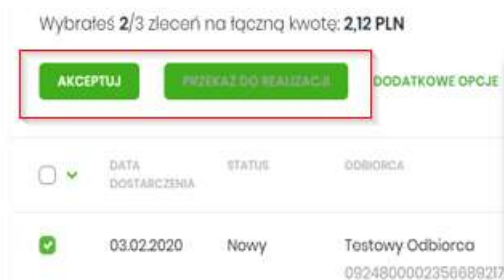 Wybrałeś 2/3 zleceń na łączną kwotę: 2,12 PLN
AKCEPTUJ PRZEKAŻ DO REALIZACJI DODATKOWE OPCJE
DATA DOSTARCZENIA STATUS ODBIORCA
03.02.2020 Nowy Testowy Odbiorca